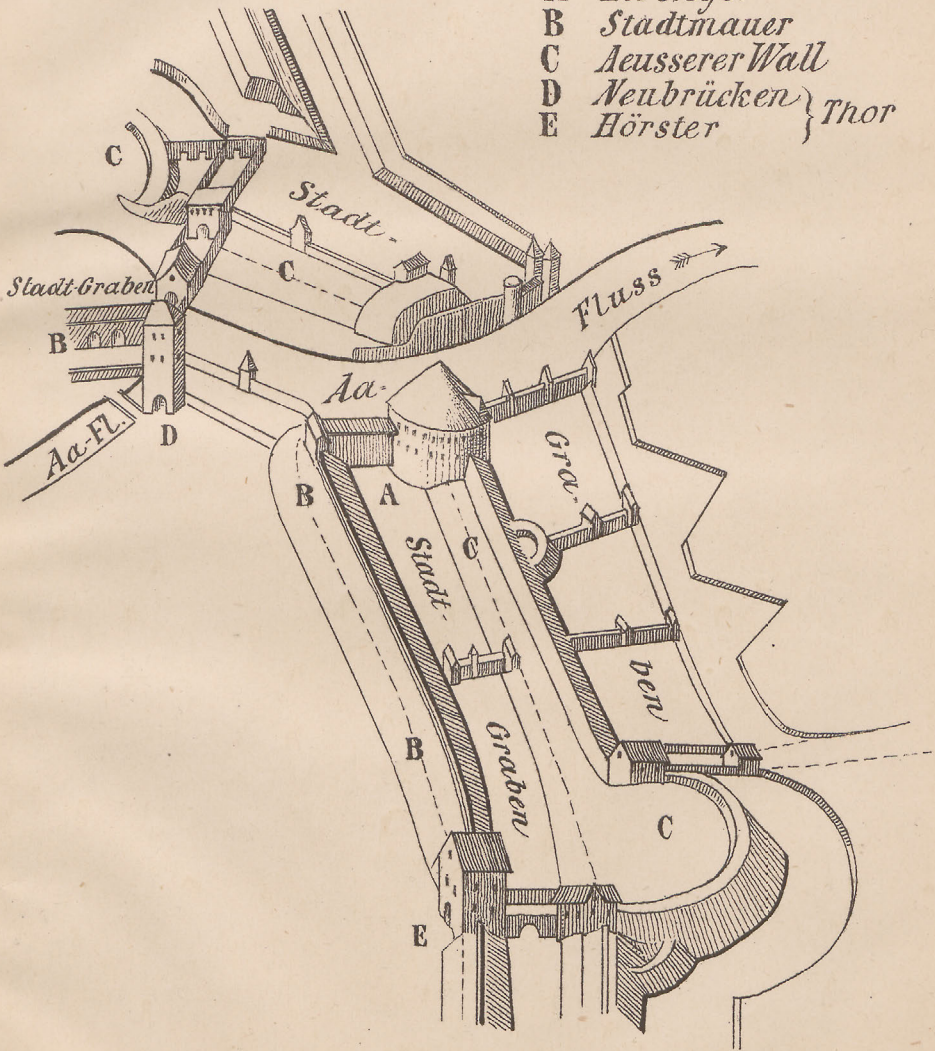 B Stadtmauer
C Aeusserer Wall
D Neubrücken } Thor
E Hörster
C
Stadt-
C
Stadt-Graben
Fluss
B
Aa-
Aa-Fl.
D
Gra-
B
A
C
Stadt
ben
B
Graben
C
E